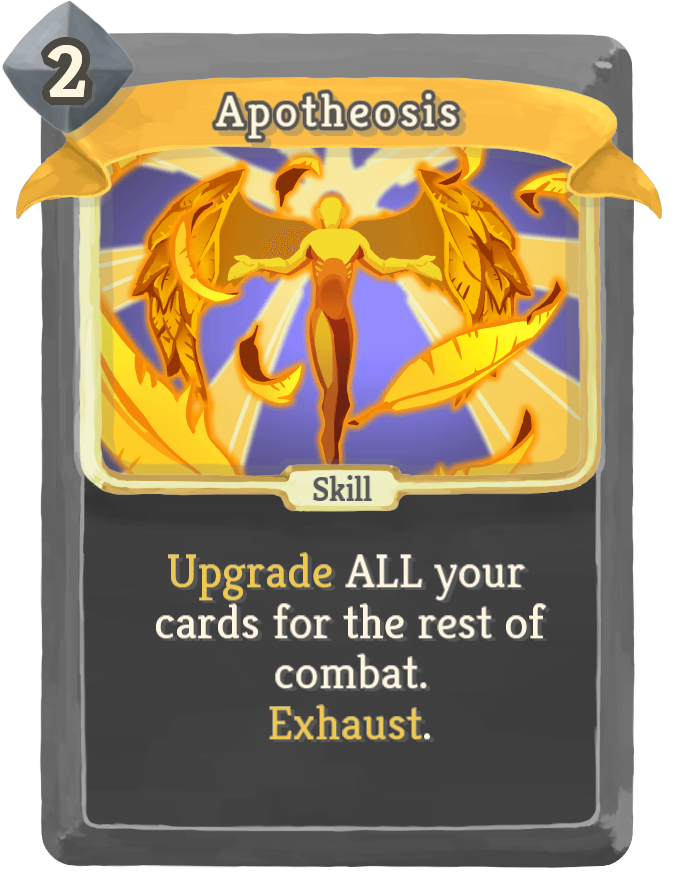 2
Apotheosis
Skill
Upgrade ALL your
cards for the rest of
combat.
Exhaust.